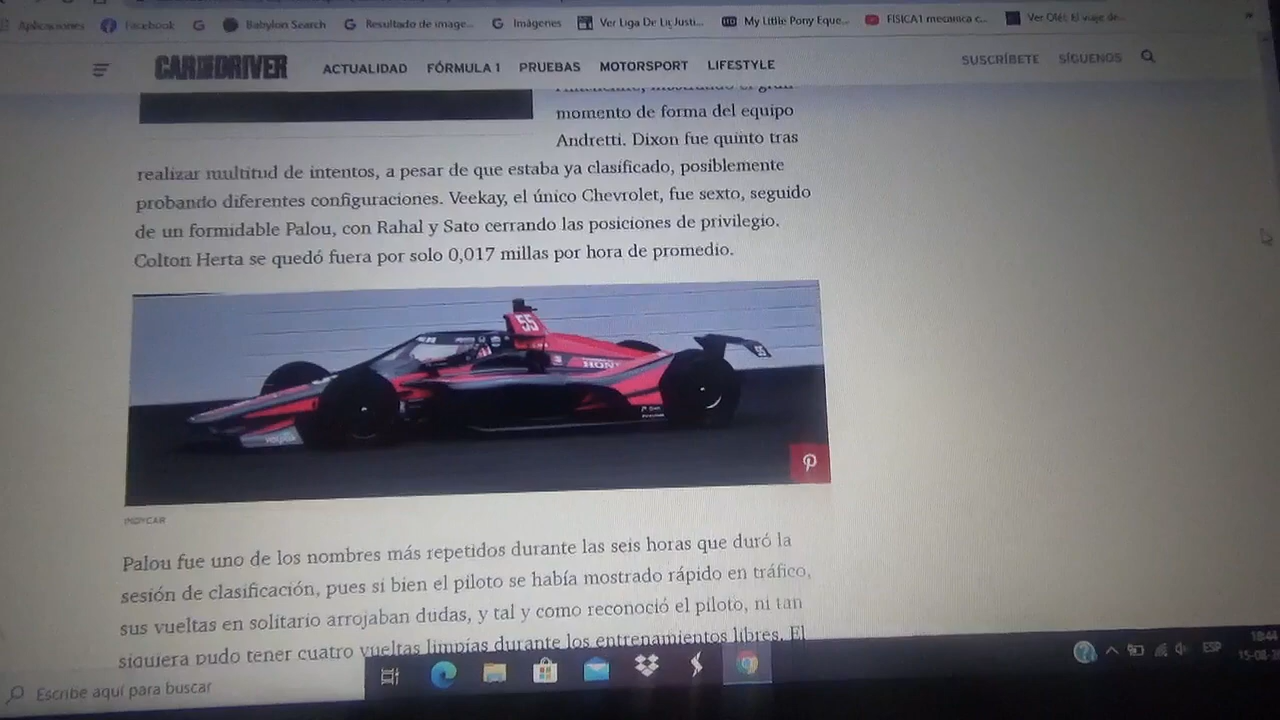 Aplicaciones Facebook Babylon Search Resultado de image... Imágenes Ver Liga De La Justi... My Little Pony Eque... FISICA1 mecanica c... Ver Olét, El viaje de...
CAR AND DRIVER ACTUALIDAD FÓRMULA 1 PRUEBAS MOTORSPORT LIFESTYLE SUSCRÍBETE SÍGUENOS
momento de forma del equipo
Andretti. Dixon fue quinto tras
realizar multitud de intentos, a pesar de que estaba ya clasificado, posiblemente
probando diferentes configuraciones. Veekay, el único Chevrolet, fue sexto, seguido
de un formidable Palou, con Rahal y Sato cerrando las posiciones de privilegio.
Colton Herta se quedó fuera por solo 0,017 millas por hora de promedio.
55
HON
INDYCAR
Palou fue uno de los nombres más repetidos durante las seis horas que duró la
sesión de clasificación, pues si bien el piloto se había mostrado rápido en tráfico,
sus vueltas en solitario arrojaban dudas, y tal y como reconoció el piloto, ni tan
siquiera pudo tener cuatro vueltas limpias durante los entrenamientos libres. El
Escribe aquí para buscar
ESP
18:44